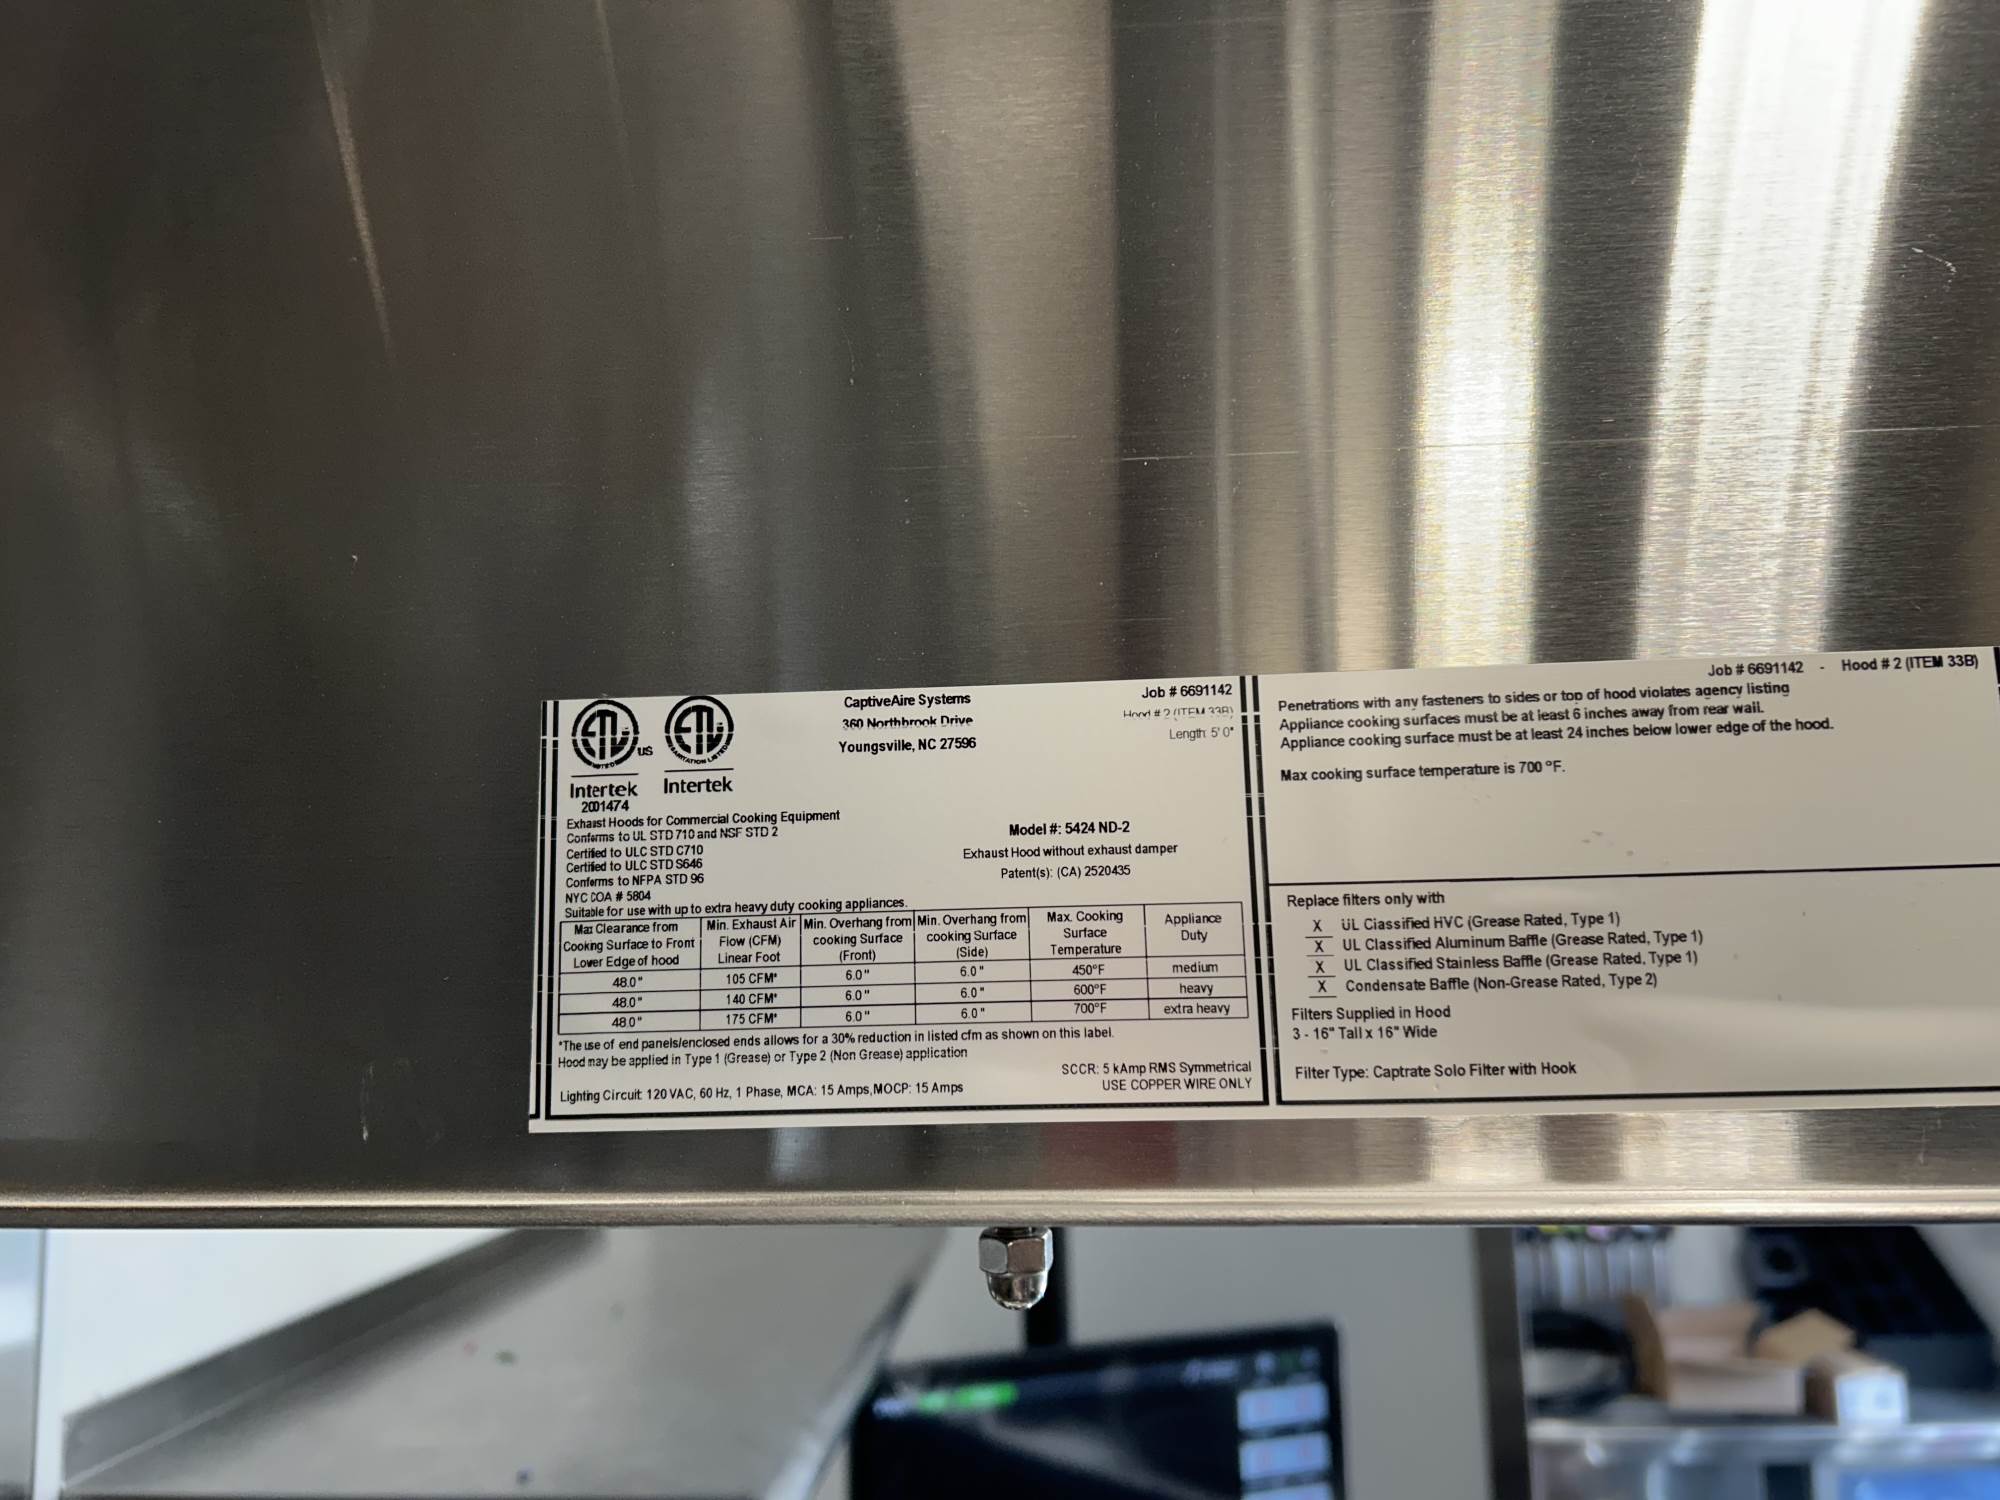 ETL
LISTED
US
Intertek
2001474
ETL
SANITATION LISTED
Intertek
CaptiveAire Systems
360 Northbrook Drive
Youngsville, NC 27596
Job # 6691142
Hood # 2 (ITEM 33B)
Length: 5' 0"
Exhaust Hoods for Commercial Cooking Equipment
Conforms to UL STD 710 and NSF STD 2
Certified to ULC STD C710
Certified to ULC STD S646
Conforms to NFPA STD 96
NYC COA # 5804
Model #: 5424 ND-2
Exhaust Hood without exhaust damper
Patent(s): (CA) 2520435
Suitable for use with up to extra heavy duty cooking appliances.
Max Clearance from Cooking Surface to Front Lower Edge of hood
Min. Exhaust Air Flow (CFM) Linear Foot
Min. Overhang from cooking Surface (Front)
Min. Overhang from cooking Surface (Side)
Max. Cooking Surface Temperature
Appliance Duty
48.0" 105 CFM* 6.0" 6.0" 450°F medium
48.0" 140 CFM* 6.0" 6.0" 600°F heavy
48.0" 175 CFM* 6.0" 6.0" 700°F extra heavy
*The use of end panels/enclosed ends allows for a 30% reduction in listed cfm as shown on this label.
Hood may be applied in Type 1 (Grease) or Type 2 (Non Grease) application
SCCR: 5 kAmp RMS Symmetrical
USE COPPER WIRE ONLY
Lighting Circuit: 120 VAC, 60 Hz, 1 Phase, MCA: 15 Amps, MOCP: 15 Amps
Job # 6691142 - Hood # 2 (ITEM 33B)
Penetrations with any fasteners to sides or top of hood violates agency listing
Appliance cooking surfaces must be at least 6 inches away from rear wall.
Appliance cooking surface must be at least 24 inches below lower edge of the hood.
Max cooking surface temperature is 700 °F.
Replace filters only with
X UL Classified HVC (Grease Rated, Type 1)
X UL Classified Aluminum Baffle (Grease Rated, Type 1)
X UL Classified Stainless Baffle (Grease Rated, Type 1)
X Condensate Baffle (Non-Grease Rated, Type 2)
Filters Supplied in Hood
3 - 16" Tall x 16" Wide
Filter Type: Captrate Solo Filter with Hook